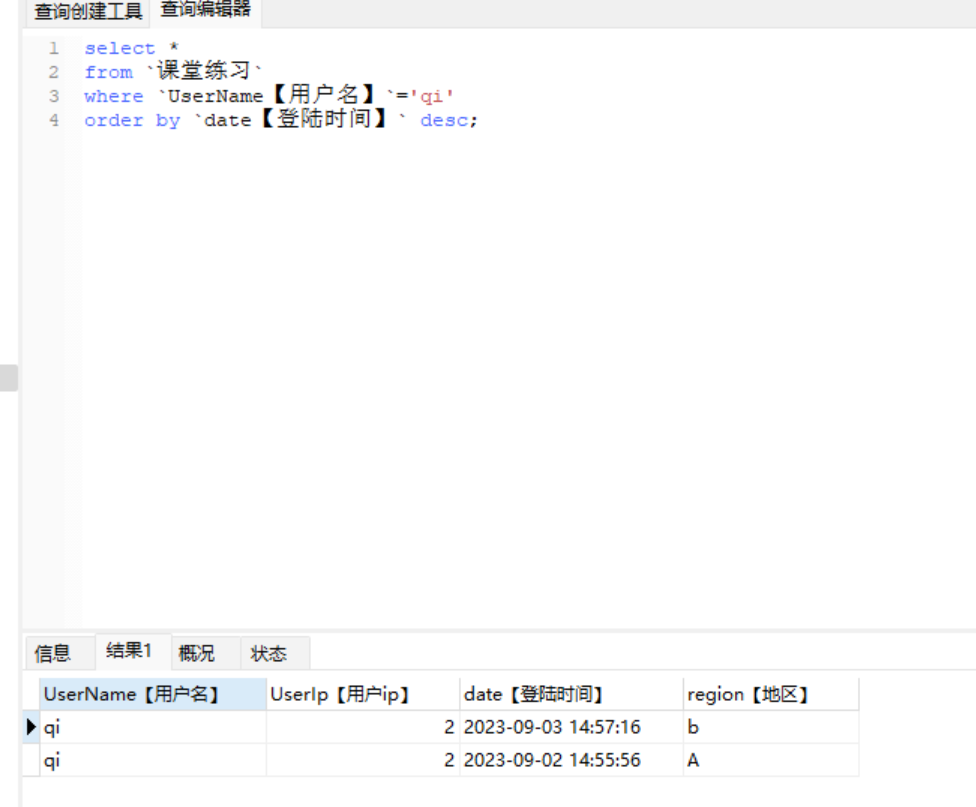 查询创建工具 查询编辑器
1 select *
2 from `课堂练习`
3 where `UserName【用户名】`='qi'
4 order by `date【登陆时间】` desc;
信息 结果1 概况 状态
UserName【用户名】 UserIp【用户ip】 date【登陆时间】 region【地区】
qi 2 2023-09-03 14:57:16 b
qi 2 2023-09-02 14:55:56 A